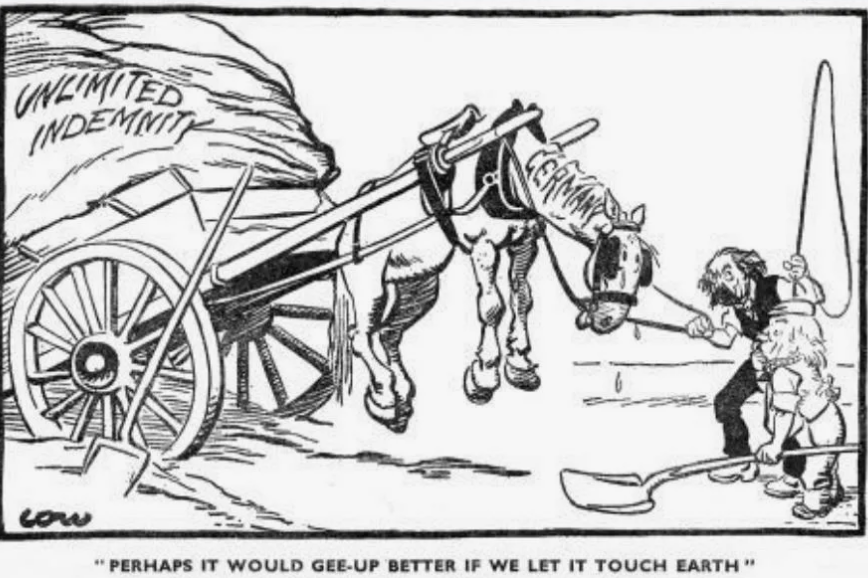 UNLIMITED
INDEMNITY
GERMANY
LOW
"PERHAPS IT WOULD GEE-UP BETTER IF WE LET IT TOUCH EARTH"